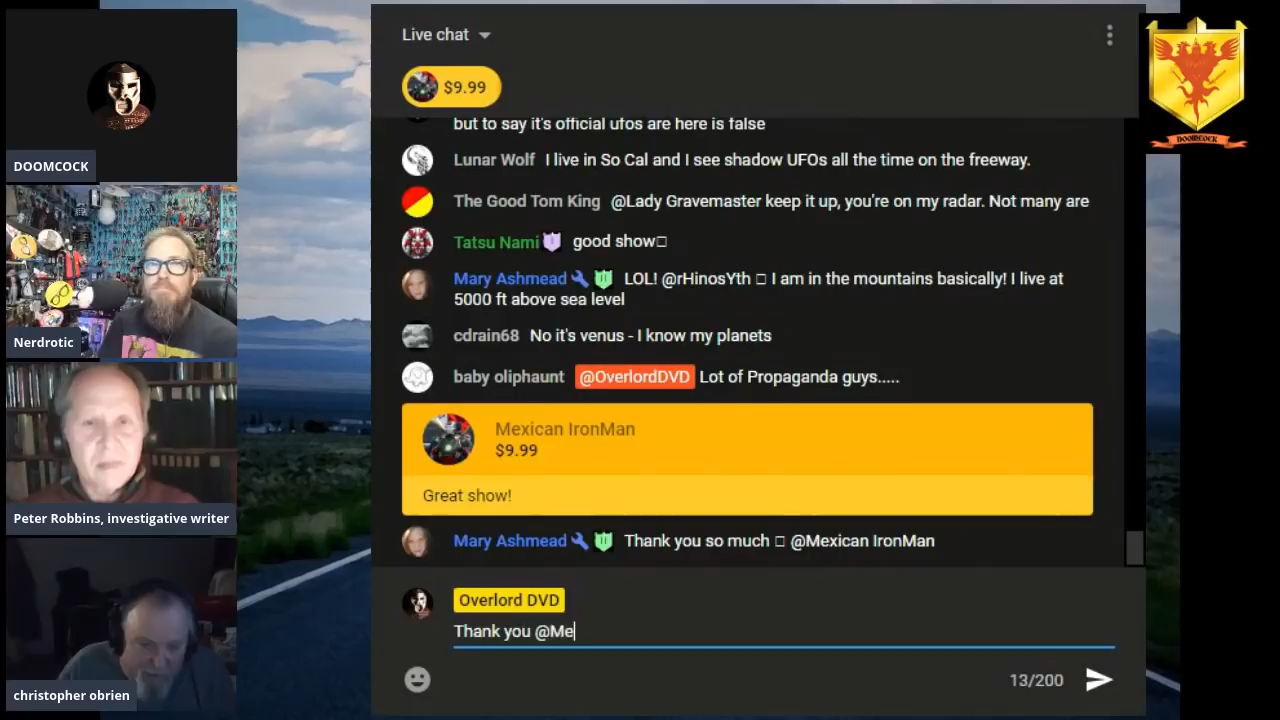 DOOMCOCK
Nerdrotic
Peter Robbins, investigative writer
christopher obrien
Live chat
$9.99
but to say it's official ufos are here is false
Lunar Wolf I live in So Cal and I see shadow UFOs all the time on the freeway.
The Good Tom King @Lady Gravemaster keep it up, you're on my radar. Not many are
Tatsu Nami good show
Mary Ashmead LOL! @rHinosYth I am in the mountains basically! I live at
5000 ft above sea level
cdrain68 No it's venus - I know my planets
baby oliphaunt @OverlordDVD Lot of Propaganda guys.....
Mexican IronMan
$9.99
Great show!
Mary Ashmead Thank you so much @Mexican IronMan
Overlord DVD
Thank you @Me
13/200
DOOMCOCK